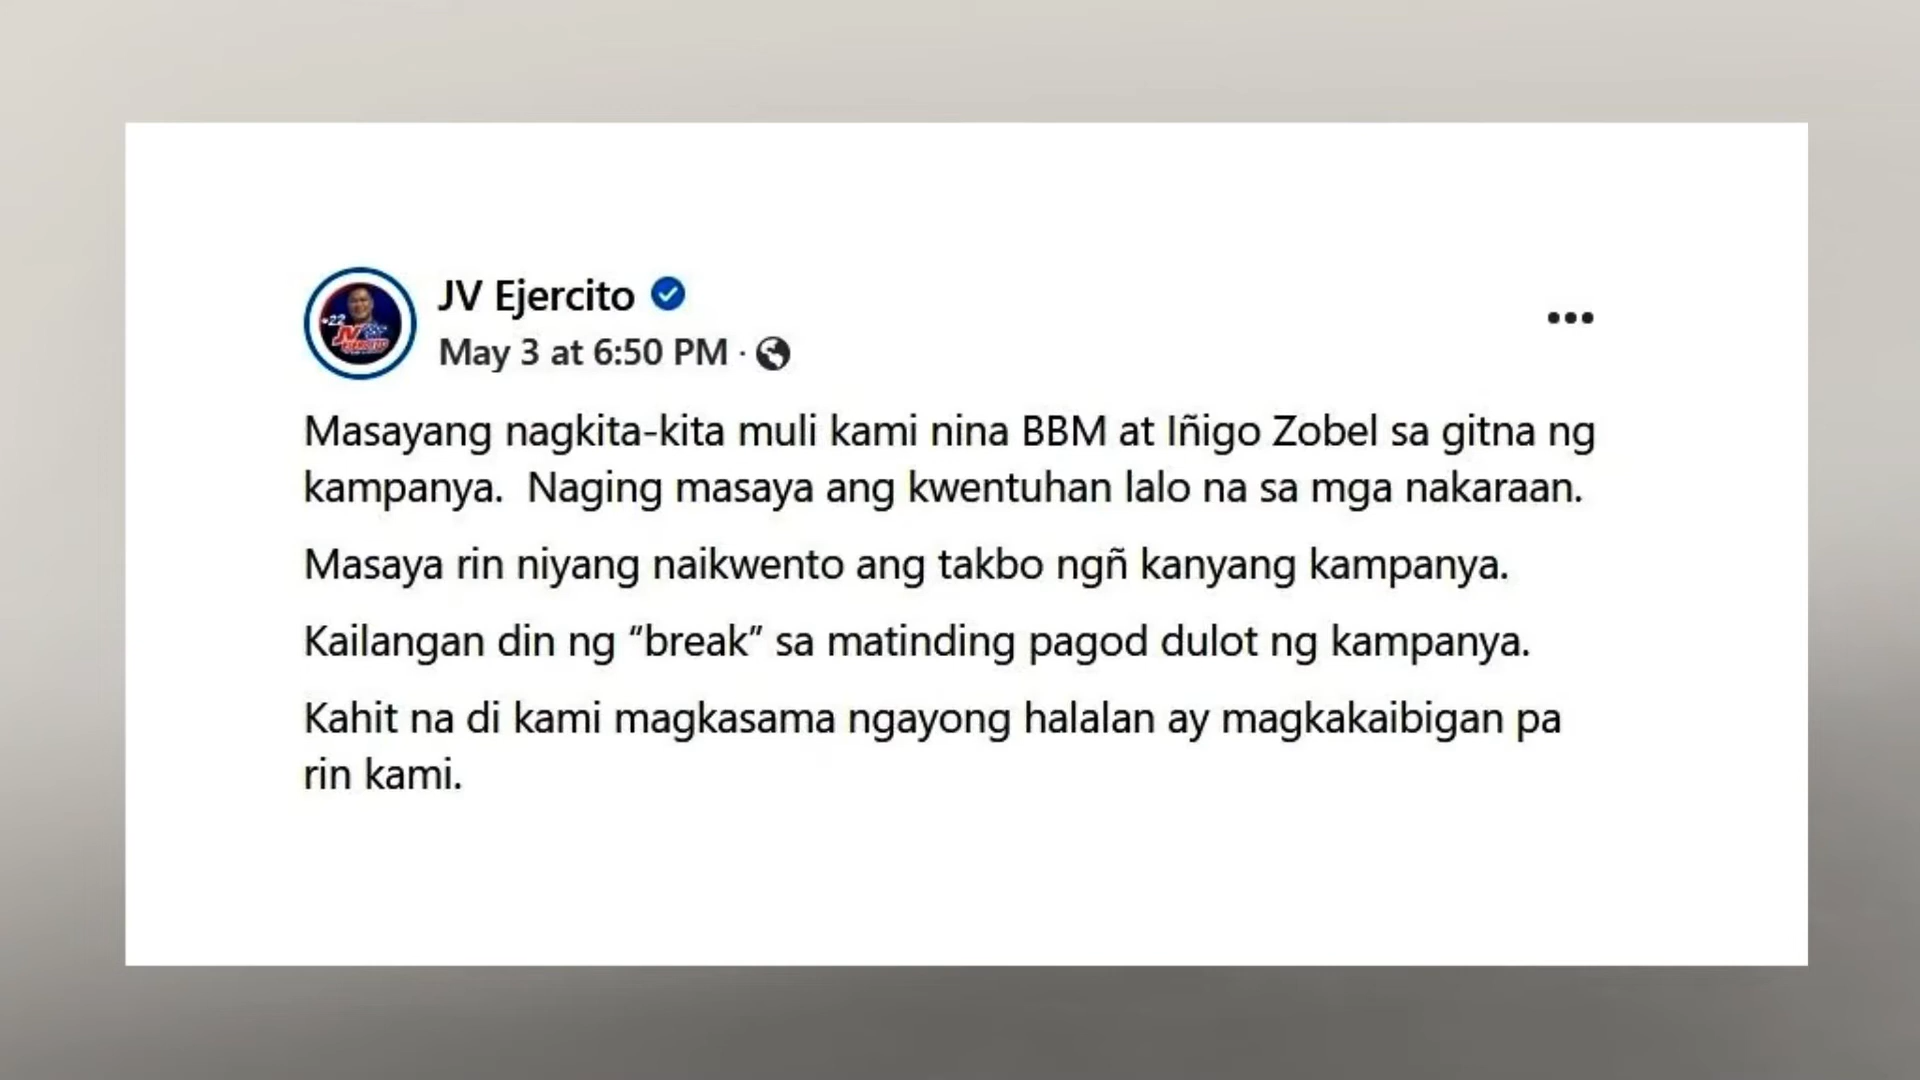 JV Ejercito
May 3 at 6:50 PM ·
Masayang nagkita-kita muli kami nina BBM at Iñigo Zobel sa gitna ng
kampanya.  Naging masaya ang kwentuhan lalo na sa mga nakaraan.
Masaya rin niyang naikwento ang takbo ngñ kanyang kampanya.
Kailangan din ng “break” sa matinding pagod dulot ng kampanya.
Kahit na di kami magkasama ngayong halalan ay magkakaibigan pa
rin kami.
22
JV
EJERCITO